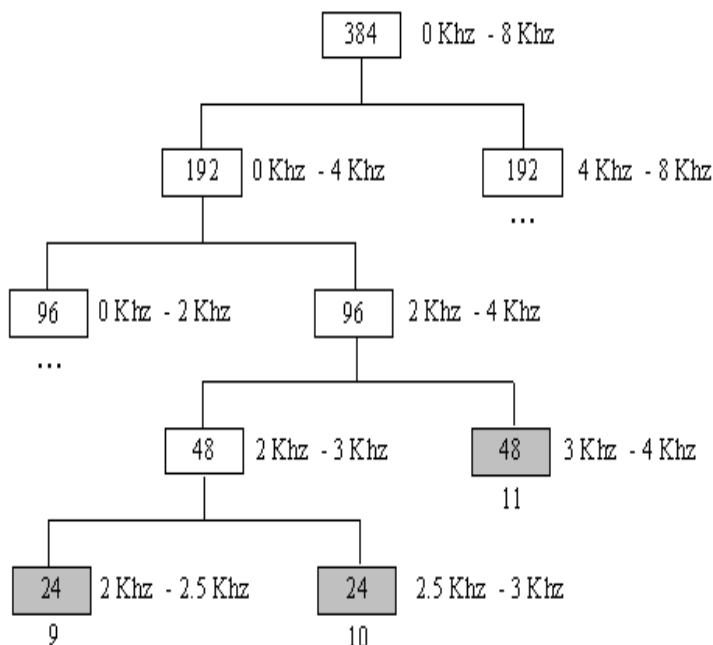 384 0 Khz - 8 Khz
192 0 Khz - 4 Khz 192 4 Khz - 8 Khz
...
96 0 Khz - 2 Khz 96 2 Khz - 4 Khz
...
48 2 Khz - 3 Khz 48 3 Khz - 4 Khz
11
24 2 Khz - 2.5 Khz 24 2.5 Khz - 3 Khz
9 10